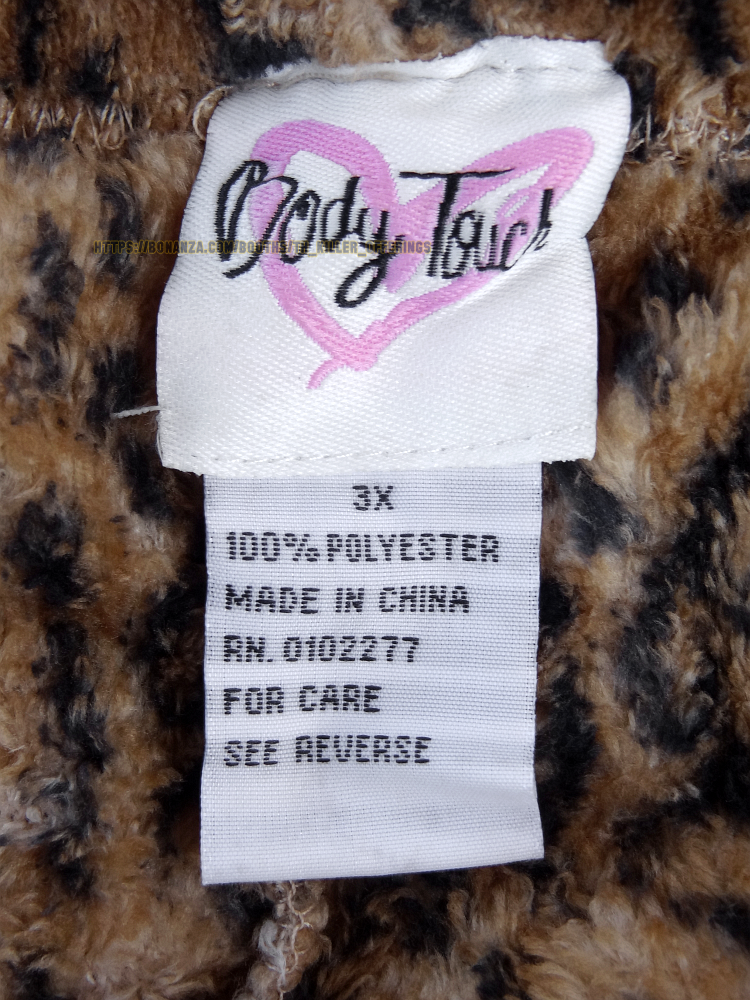 Body Touch
3X
100% POLYESTER
MADE IN CHINA
RN. 0102277
FOR CARE
SEE REVERSE